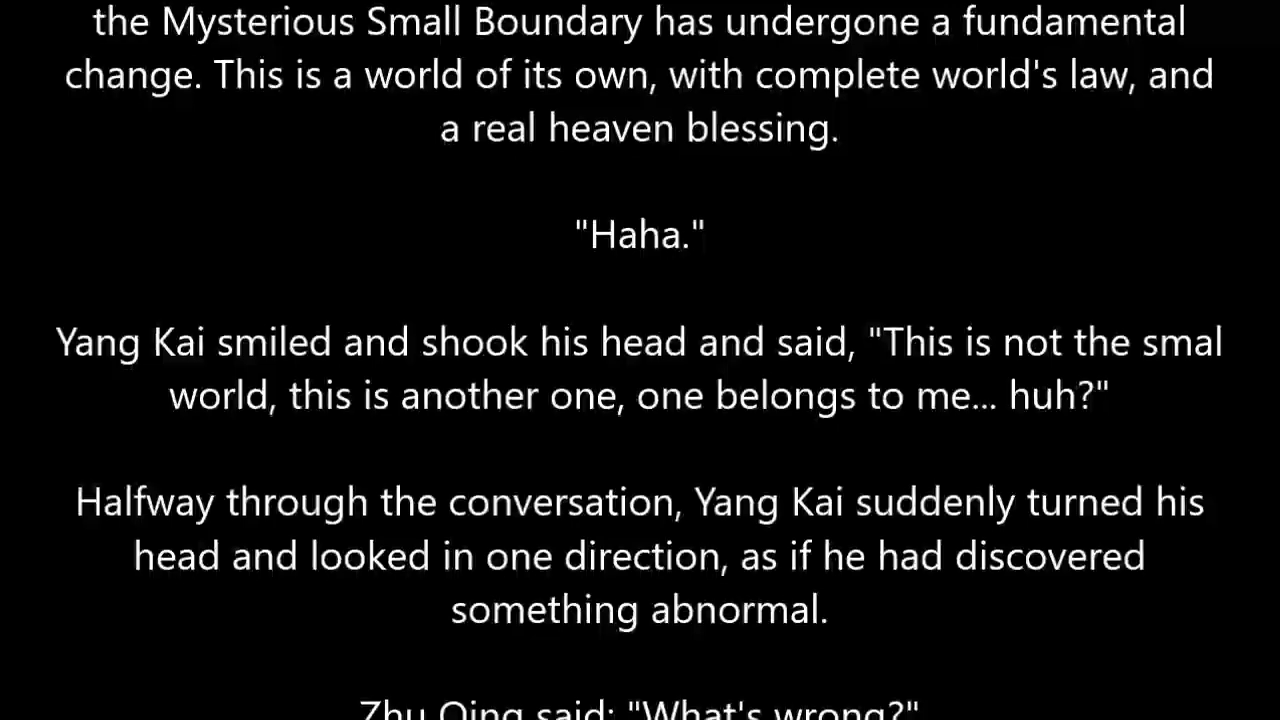 the Mysterious Small Boundary has undergone a fundamental
change. This is a world of its own, with complete world's law, and
a real heaven blessing.
"Haha."
Yang Kai smiled and shook his head and said, "This is not the smal
world, this is another one, one belongs to me... huh?"
Halfway through the conversation, Yang Kai suddenly turned his
head and looked in one direction, as if he had discovered
something abnormal.
Zhu Qing said: "What's wrong?"